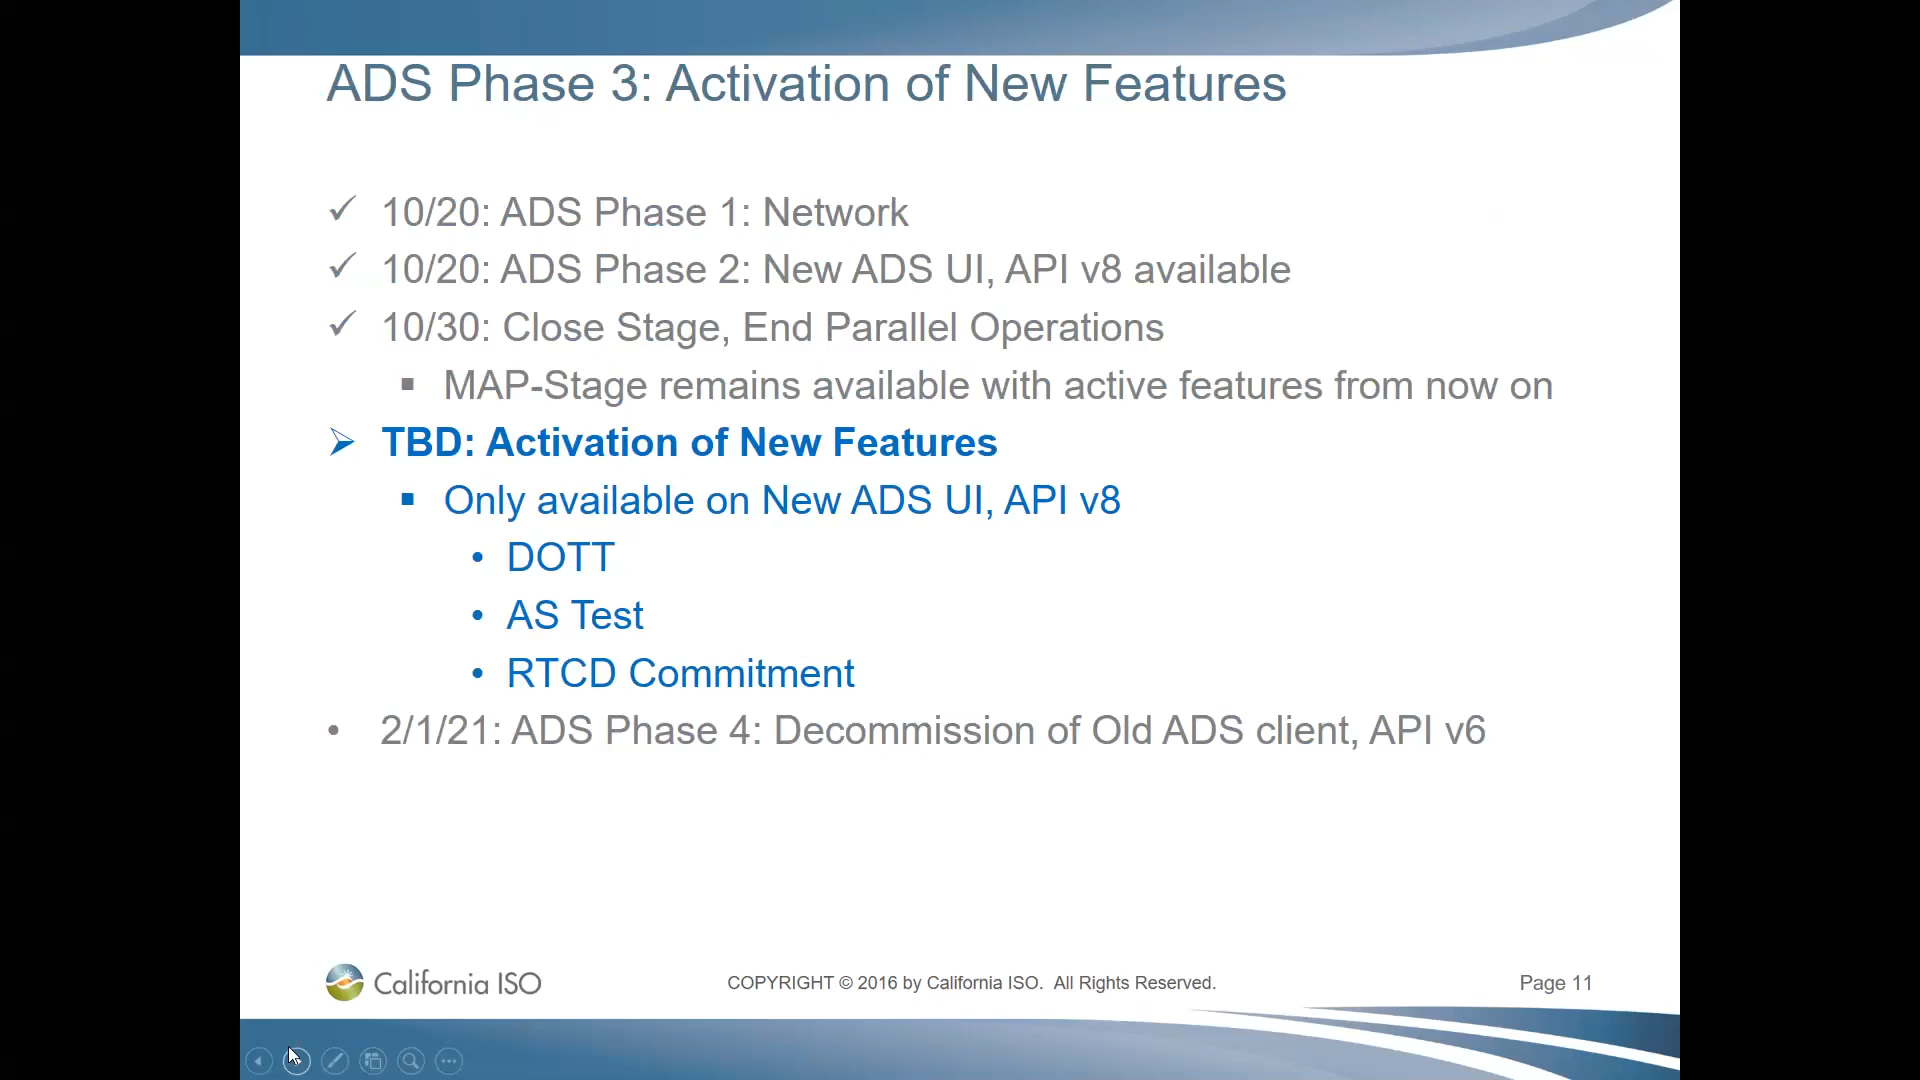 ADS Phase 3: Activation of New Features
✓ 10/20: ADS Phase 1: Network
✓ 10/20: ADS Phase 2: New ADS UI, API v8 available
✓ 10/30: Close Stage, End Parallel Operations
▪ MAP-Stage remains available with active features from now on
➢ TBD: Activation of New Features
▪ Only available on New ADS UI, API v8
• DOTT
• AS Test
• RTCD Commitment
• 2/1/21: ADS Phase 4: Decommission of Old ADS client, API v6
California ISO
COPYRIGHT © 2016 by California ISO. All Rights Reserved.
Page 11